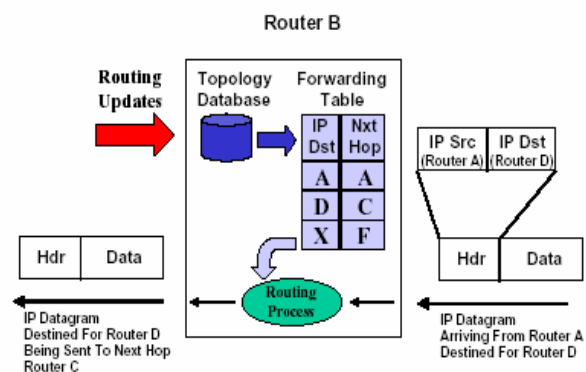 Router B
Routing
Updates
Topology
Database
Forwarding
Table
IP
Dst
Nxt
Hop
A A
D C
X F
Routing
Process
IP Src
(Router A)
IP Dst
(Router D)
Hdr Data
Hdr Data
IP Datagram
Destined For Router D
Being Sent To Next Hop
Router C
IP Datagram
Arriving From Router A
Destined For Router D